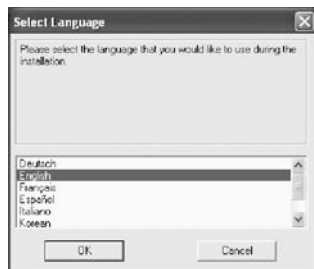 Select Language
Please select the language that you would like to use during the
installation.
Deutsch
English
Français
Español
Italiano
Korean
OK
Cancel